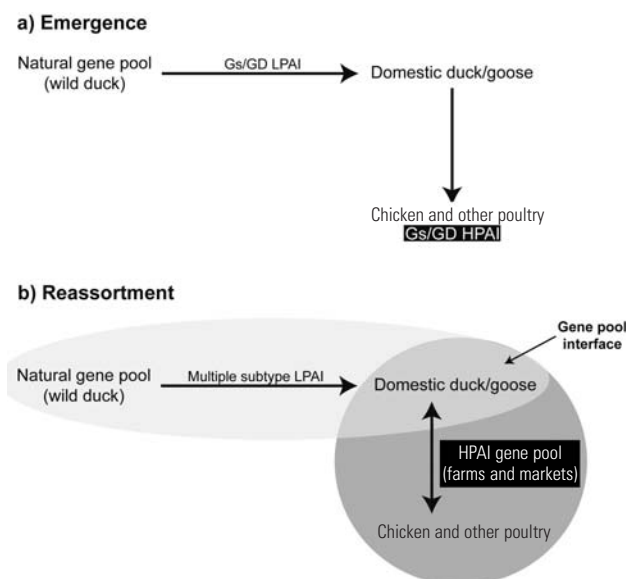 a) Emergence
Natural gene pool
(wild duck)
Gs/GD LPAI
Domestic duck/goose
Chicken and other poultry
Gs/GD HPAI
b) Reassortment
Gene pool
interface
Natural gene pool
(wild duck)
Multiple subtype LPAI
Domestic duck/goose
HPAI gene pool
(farms and markets)
Chicken and other poultry